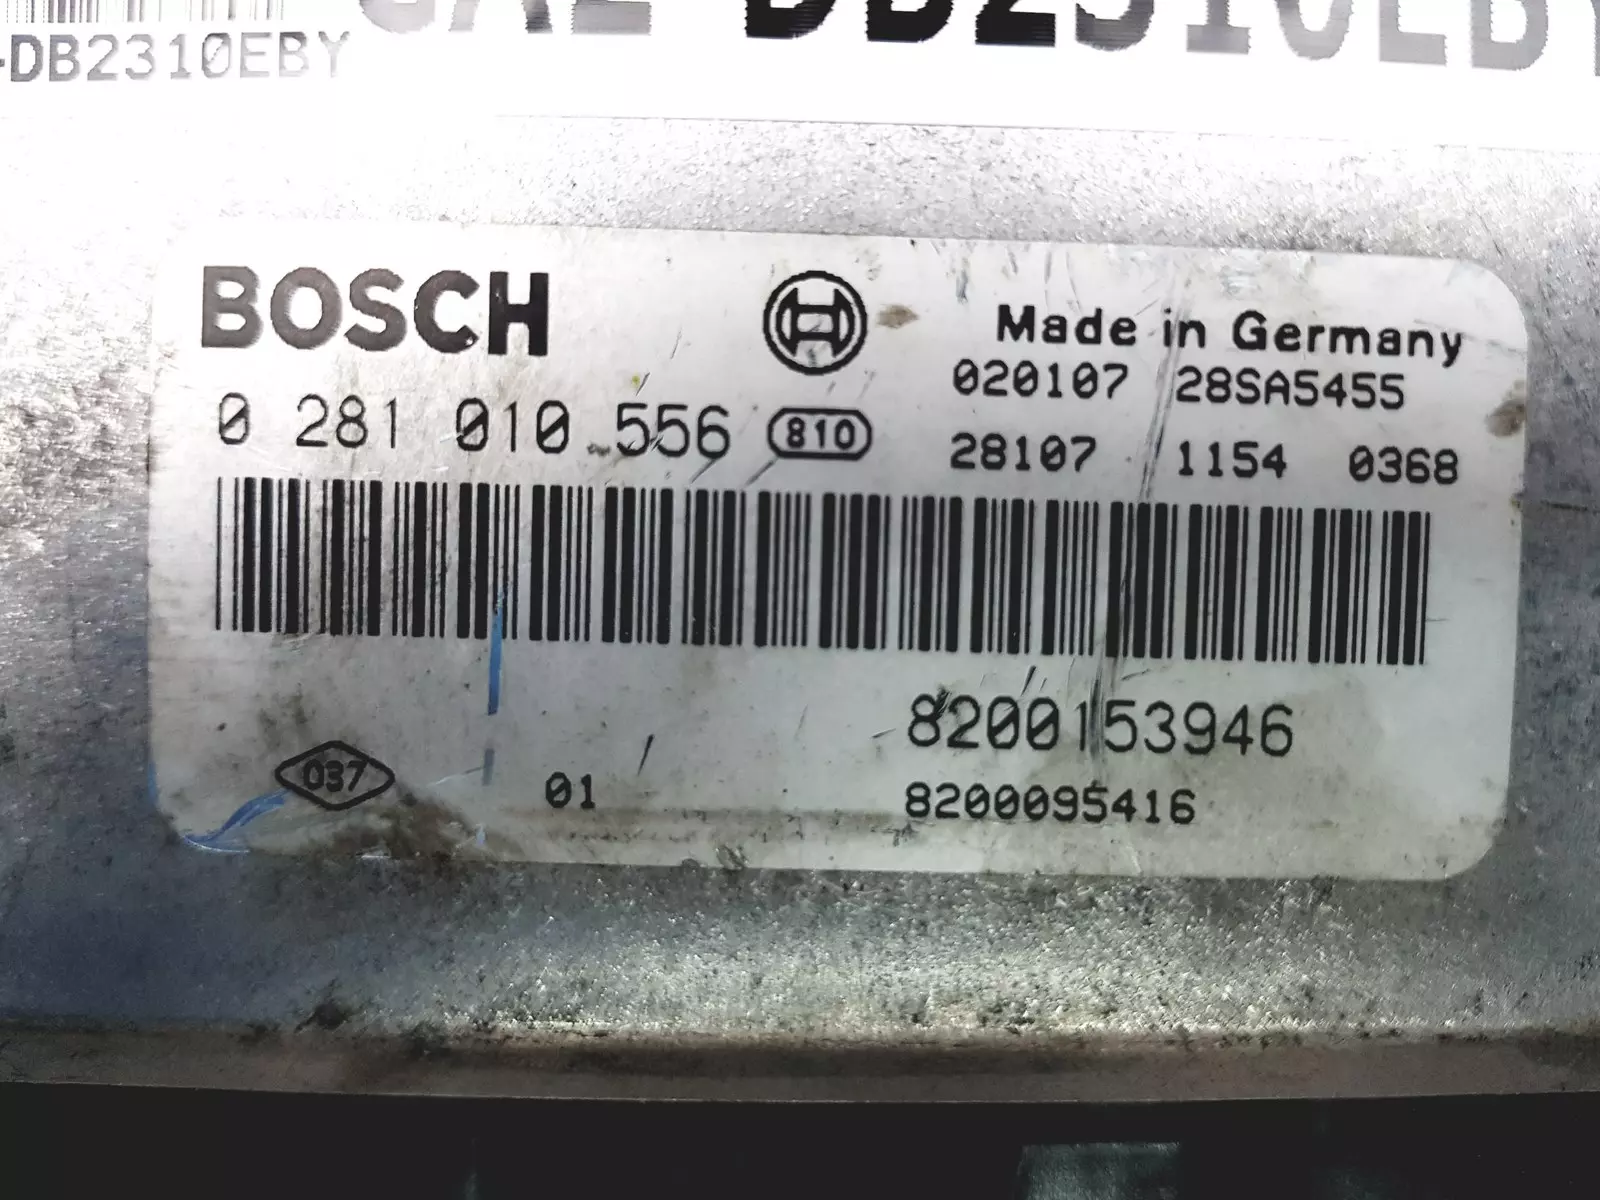 -DB2310EBY
DB2310EBY
BOSCH
Made in Germany
020107 28SA5455
0 281 010 556 810
28107 1154 0368
8200153946
037 01
8200095416